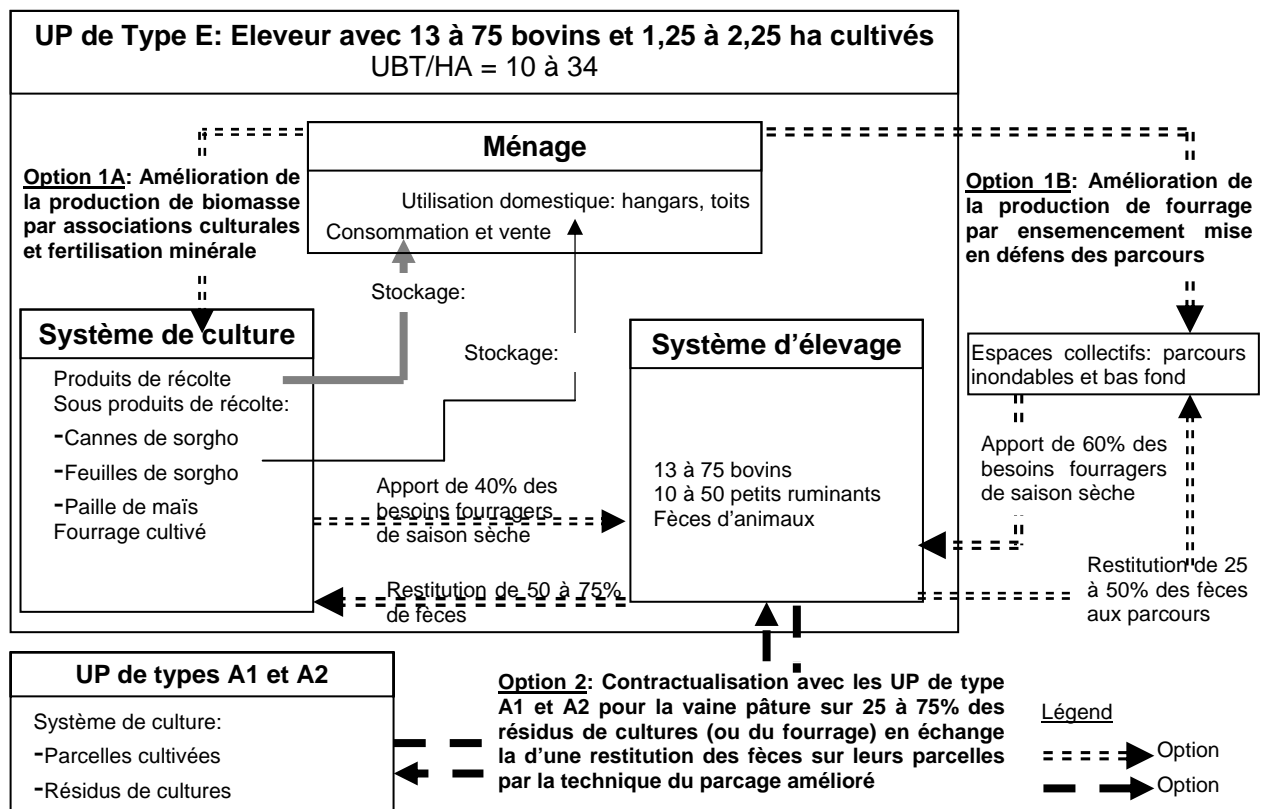 UP de Type E: Eleveur avec 13 à 75 bovins et 1,25 à 2,25 ha cultivés
UBT/HA = 10 à 34
Ménage
Utilisation domestique: hangars, toits
Consommation et vente
Option 1A: Amélioration de
la production de biomasse
par associations culturales
et fertilisation minérale
Option 1B: Amélioration de
la production de fourrage
par ensemencement mise
en défens des parcours
Stockage:
Stockage:
Système de culture
Produits de récolte
Sous produits de récolte:
-Cannes de sorgho
-Feuilles de sorgho
-Paille de maïs
Fourrage cultivé
Système d'élevage
13 à 75 bovins
10 à 50 petits ruminants
Fèces d'animaux
Espaces collectifs: parcours
inondables et bas fond
Apport de 40% des
besoins fourragers
de saison sèche
Apport de 60% des
besoins fourragers
de saison sèche
Restitution de 50 à 75%
de fèces
Restitution de 25
à 50% des fèces
aux parcours
UP de types A1 et A2
Système de culture:
-Parcelles cultivées
-Résidus de cultures
Option 2: Contractualisation avec les UP de type
A1 et A2 pour la vaine pâture sur 25 à 75% des
résidus de cultures (ou du fourrage) en échange
la d'une restitution des fèces sur leurs parcelles
par la technique du parcage amélioré
Légend
Option
Option